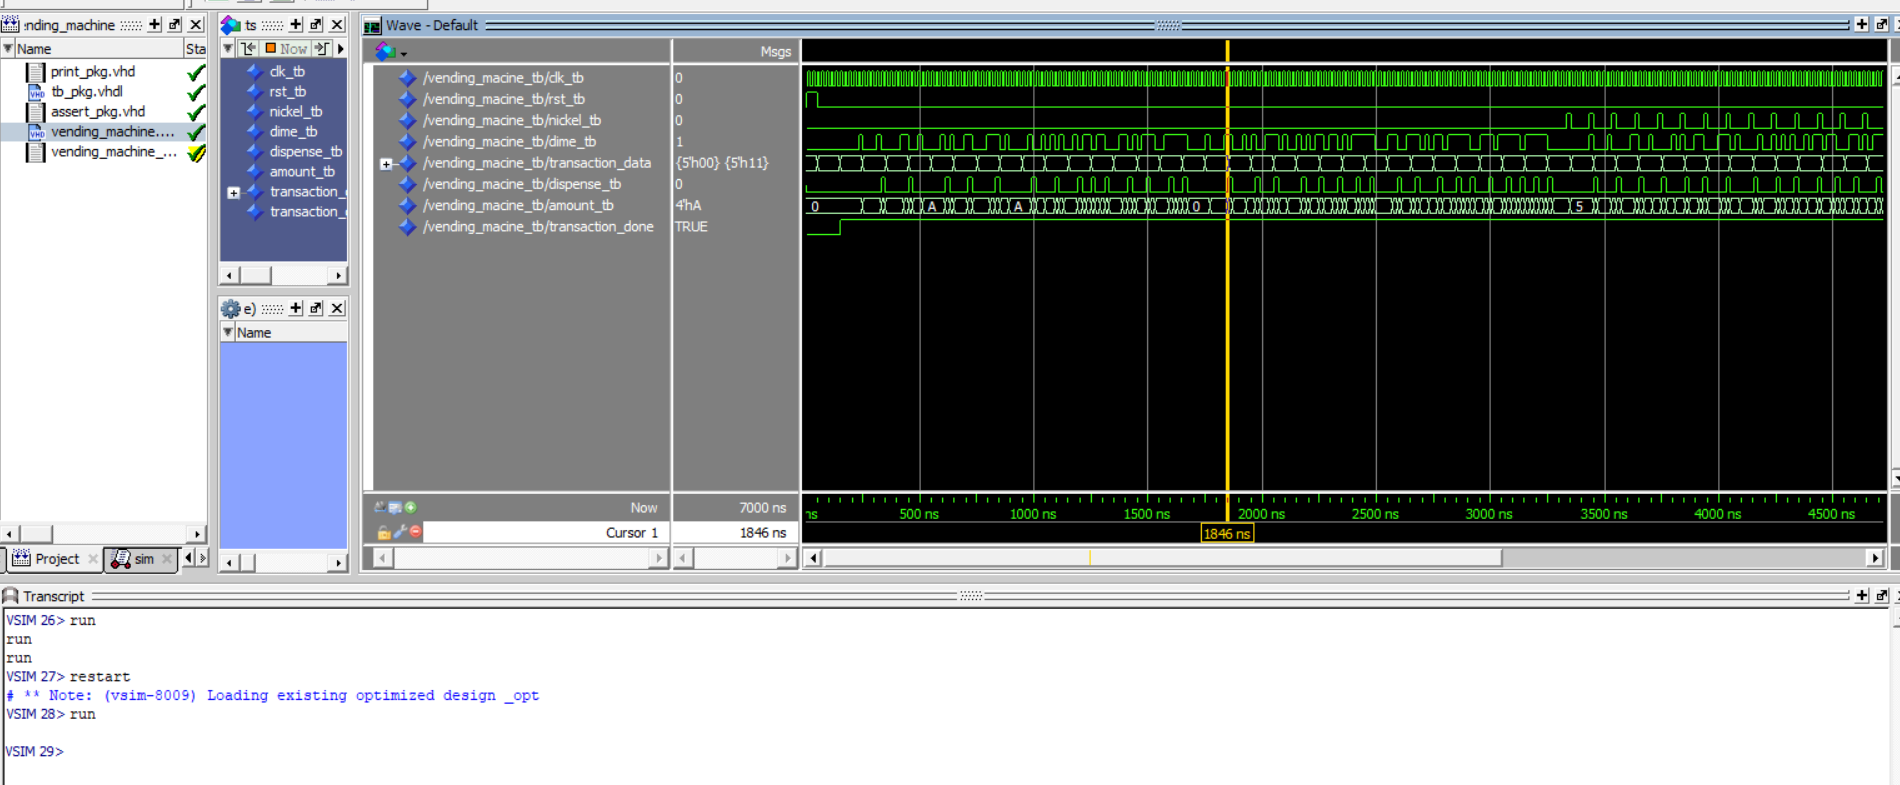 nding_machine
Name Sta
print_pkg.vhd
tb_pkg.vhdl
assert_pkg.vhd
vending_machine....
vending_machine_...
Project
sim
ts
Now
clk_tb
rst_tb
nickel_tb
dime_tb
dispense_tb
amount_tb
transaction_
transaction_
e)
Name
Wave - Default
Msgs
/vending_macine_tb/clk_tb 0
/vending_macine_tb/rst_tb 0
/vending_macine_tb/nickel_tb 0
/vending_macine_tb/dime_tb 1
/vending_macine_tb/transaction_data {5'h00} {5'h11}
/vending_macine_tb/dispense_tb 0
/vending_macine_tb/amount_tb 4'hA 0 A A 0 5
/vending_macine_tb/transaction_done TRUE
Now 7000 ns
ns 500 ns 1000 ns 1500 ns 2000 ns 2500 ns 3000 ns 3500 ns 4000 ns 4500 ns
Cursor 1 1846 ns 1846 ns
Transcript
VSIM 26> run
run
run
VSIM 27> restart
# ** Note: (vsim-8009) Loading existing optimized design _opt
VSIM 28> run
VSIM 29>